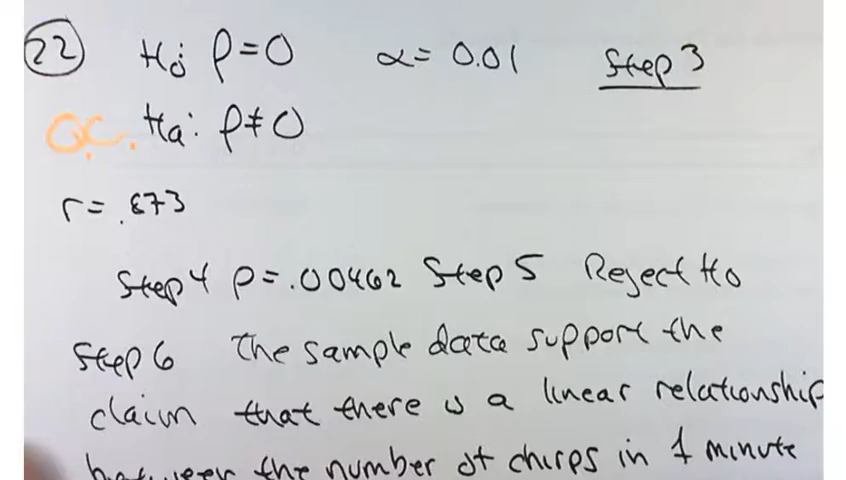 22 H₀: ρ=0 α= 0.01 Step 3
O.C. Ha: ρ≠0
r= .873
Step 4 P=.00462 Step 5 Reject H₀
Step 6 The sample data support the
claim that there is a linear relationship
between the number of chirps in 1 minute